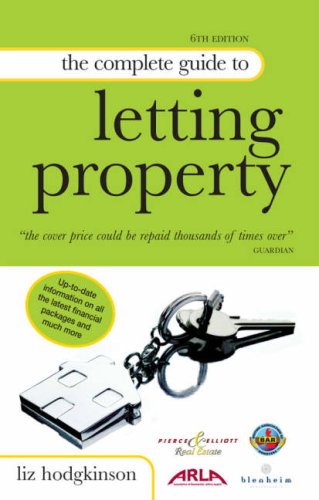 6TH EDITION
the complete guide to
letting
property
“the cover price could be repaid thousands of times over”
GUARDIAN
Up-to-date
information on all
the latest financial
packages and
much more
PIERCE & ELLIOTT
Real Estate
BAR
liz hodgkinson
ARLA
blenheim